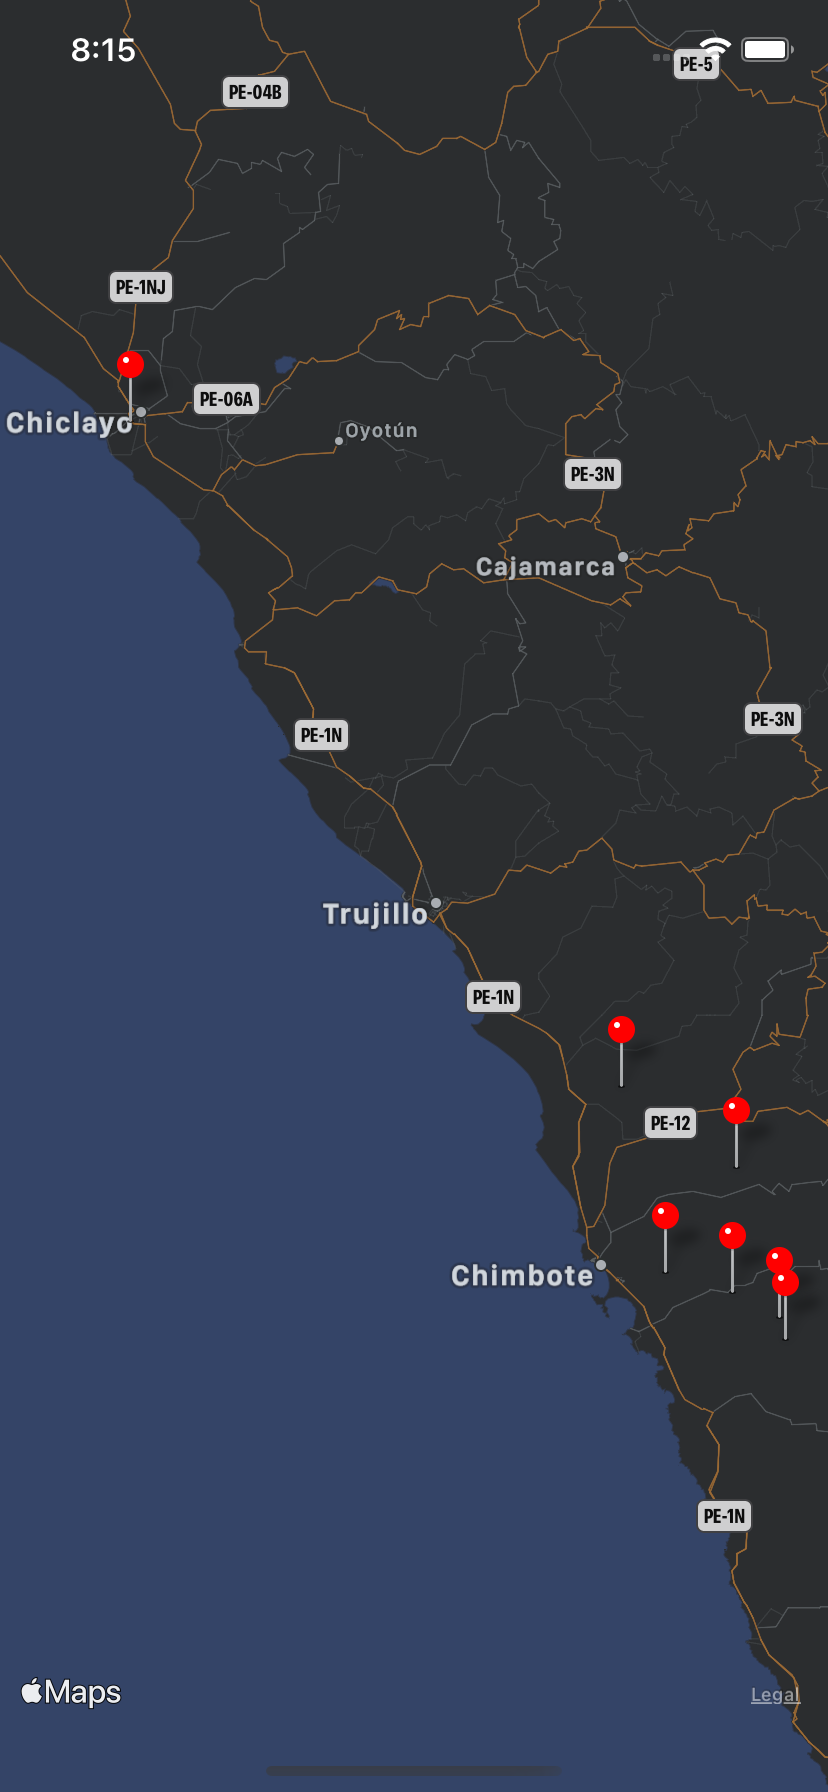 8:15
PE-5
PE-04B
PE-1NJ
PE-06A
Chiclayo
Oyotún
PE-3N
Cajamarca
PE-3N
PE-1N
Trujillo
PE-1N
PE-12
Chimbote
PE-1N
Maps
Legal